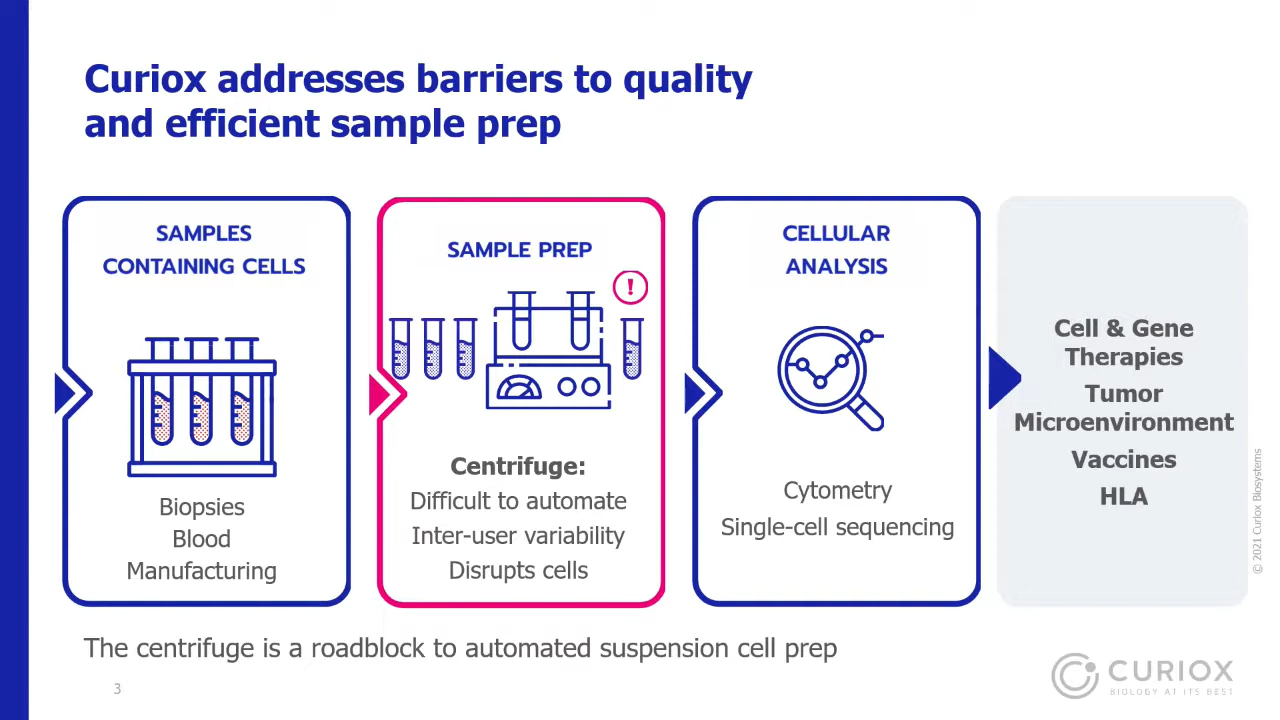 Curiox addresses barriers to quality
and efficient sample prep
SAMPLES
CONTAINING CELLS
Biopsies
Blood
Manufacturing
SAMPLE PREP
!
Centrifuge:
Difficult to automate
Inter-user variability
Disrupts cells
CELLULAR
ANALYSIS
Cytometry
Single-cell sequencing
Cell & Gene
Therapies
Tumor
Microenvironment
Vaccines
HLA
© 2021 Curiox Biosystems
The centrifuge is a roadblock to automated suspension cell prep
3
CURIOX
BIOLOGY AT ITS BEST